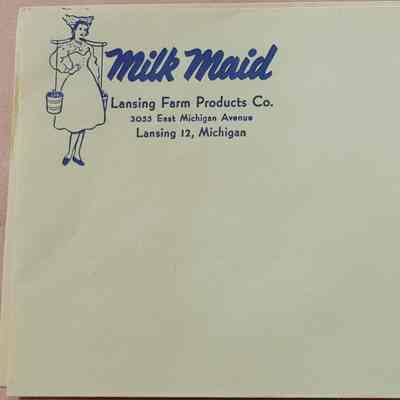 Milk Maid
Lansing Farm Products Co.
3055 East Michigan Avenue
Lansing 12, Michigan